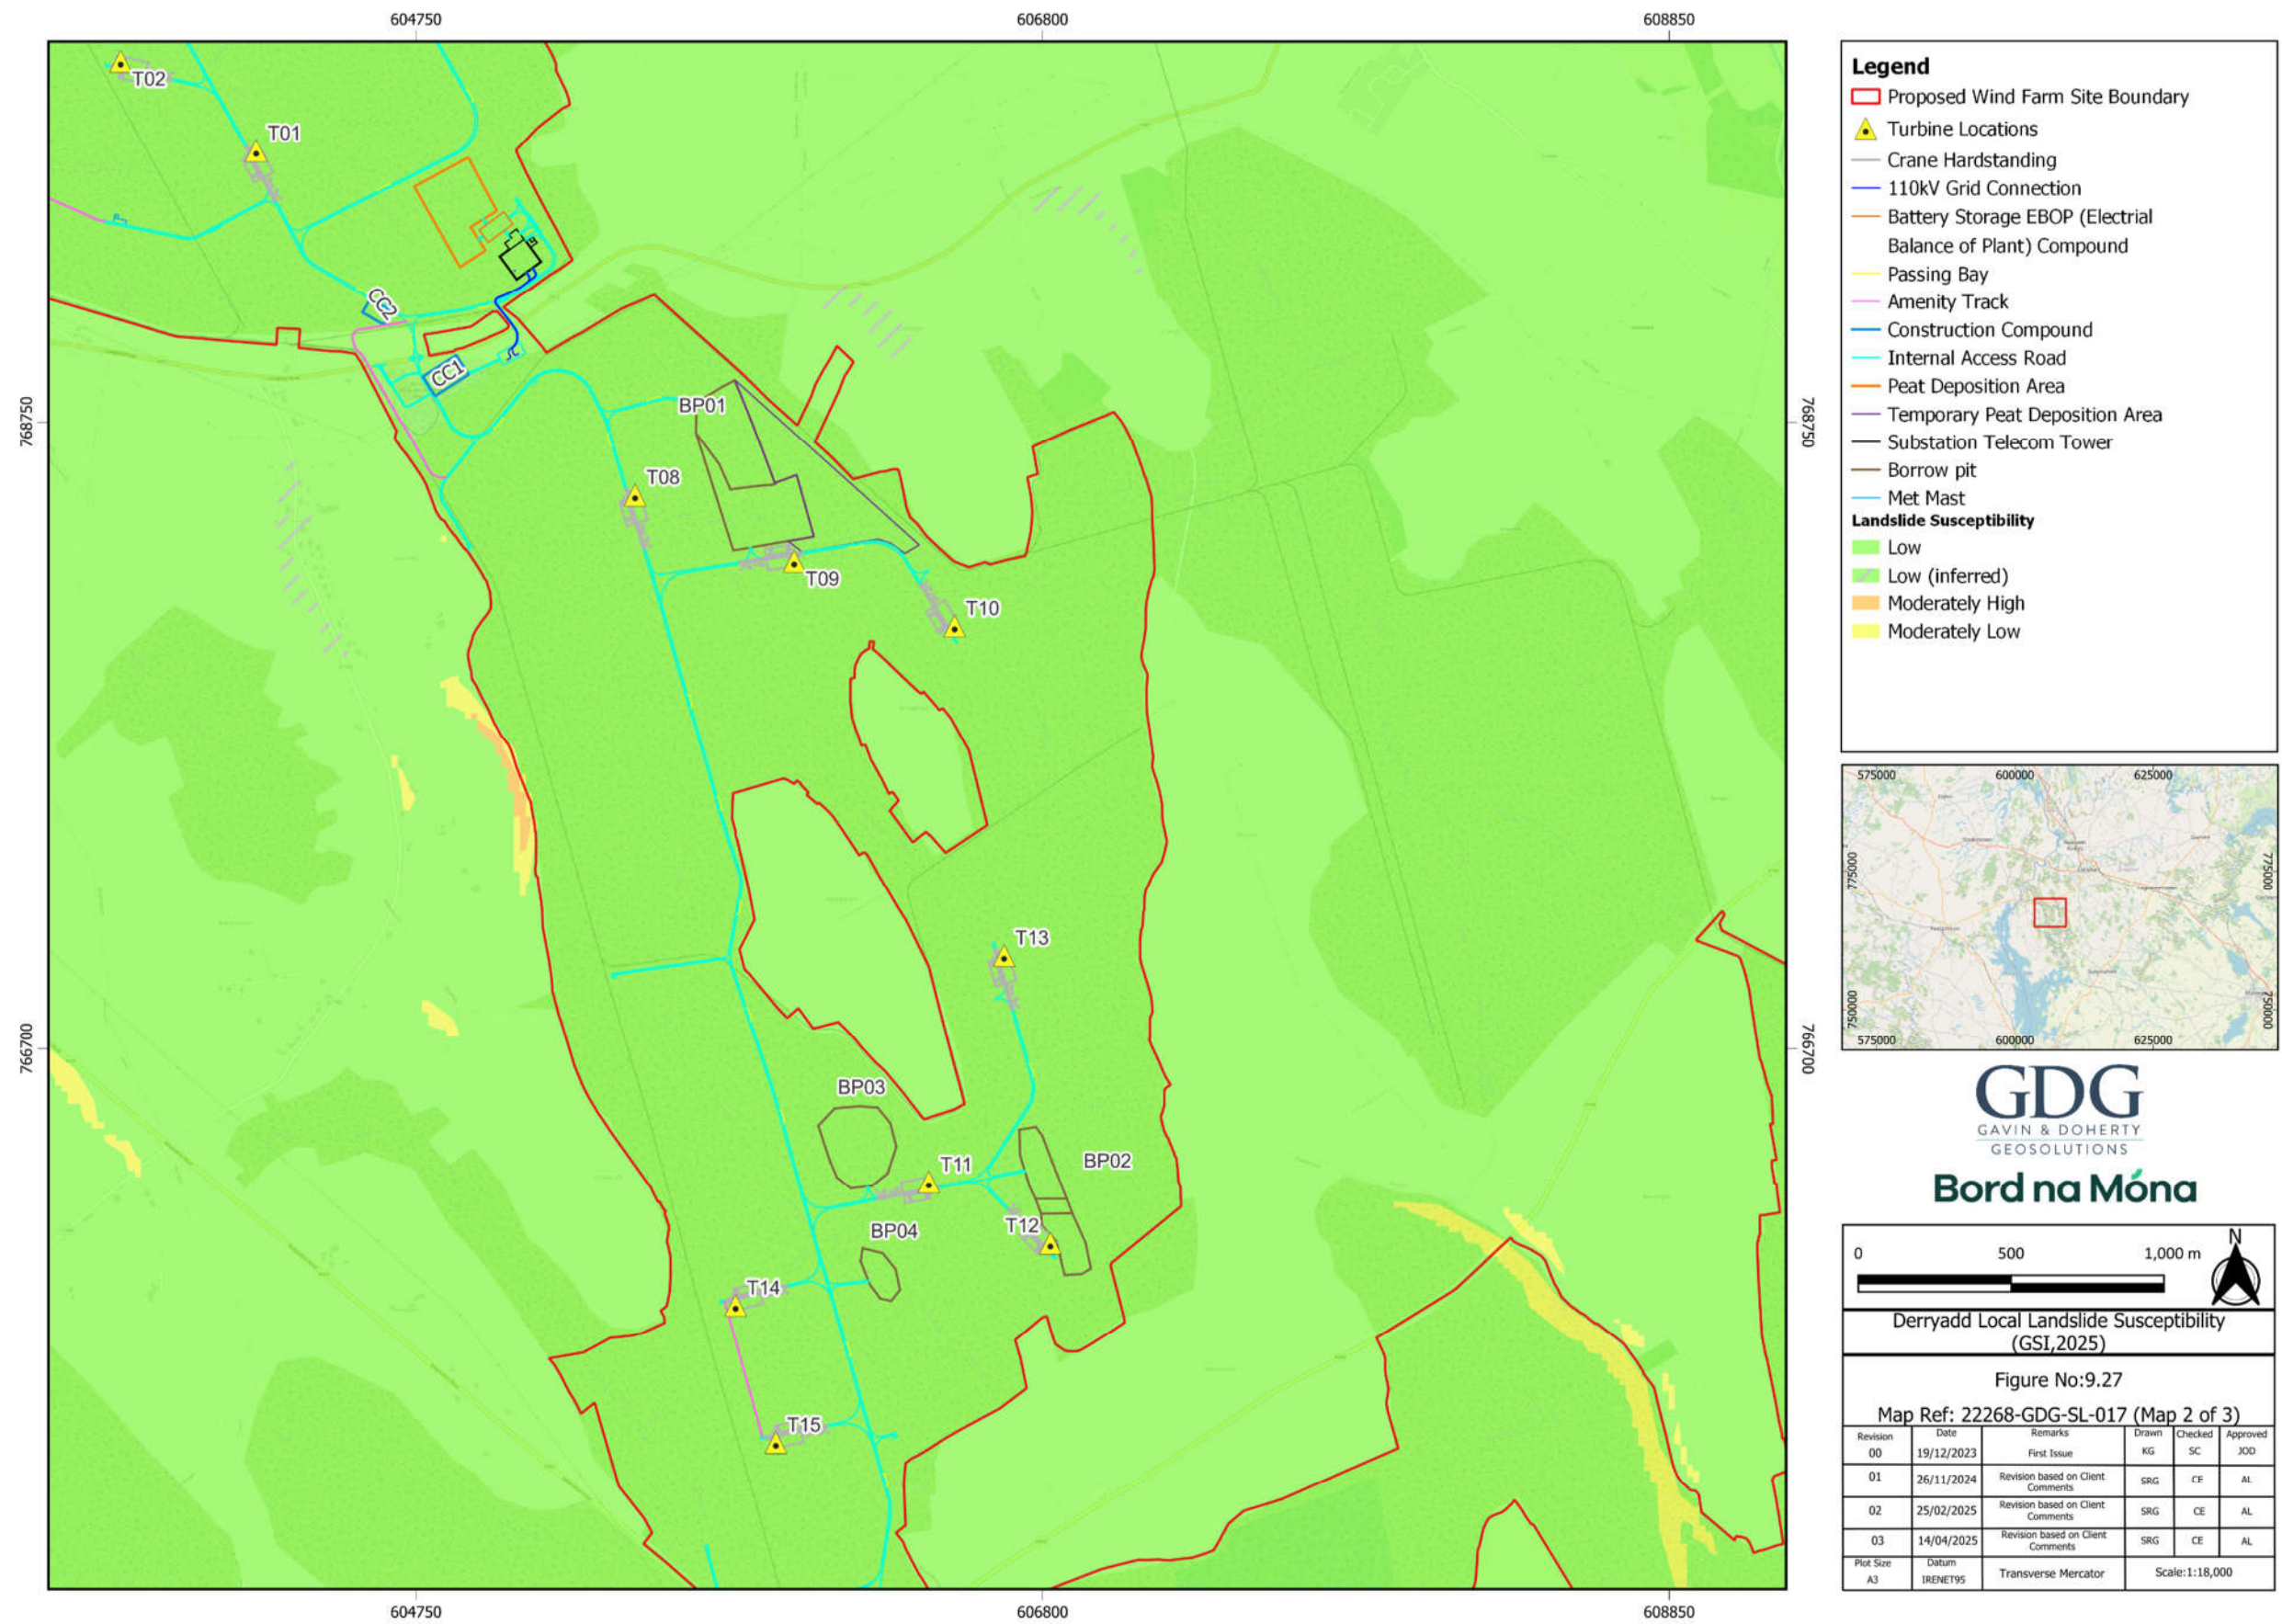 604750
606800
608850
T02
T01
CC2
CC1
BP01
768750
768750
T08
T09
T10
T13
766700
766700
BP03
T11
BP02
T12
BP04
T14
T15
604750
606800
608850
Legend
Proposed Wind Farm Site Boundary
Turbine Locations
Crane Hardstanding
110kV Grid Connection
Battery Storage EBOP (Electrial
Balance of Plant) Compound
Passing Bay
Amenity Track
Construction Compound
Internal Access Road
Peat Deposition Area
Temporary Peat Deposition Area
Substation Telecom Tower
Borrow pit
Met Mast
Landslide Susceptibility
Low
Low (inferred)
Moderately High
Moderately Low
575000 600000 625000
775000
775000
750000
750000
575000 600000 625000
GDG
GAVIN & DOHERTY
GEOSOLUTIONS
Bord na Móna
0 500 1,000 m
N
Derryadd Local Landslide Susceptibility
(GSI,2025)
Figure No:9.27
Map Ref: 22268-GDG-SL-017 (Map 2 of 3)
Revision Date Remarks Drawn Checked Approved
00 19/12/2023 First Issue KG SC JOD
01 26/11/2024 Revision based on Client Comments SRG CE AL
02 25/02/2025 Revision based on Client Comments SRG CE AL
03 14/04/2025 Revision based on Client Comments SRG CE AL
Plot Size Datum
A3 IRENET95 Transverse Mercator Scale:1:18,000